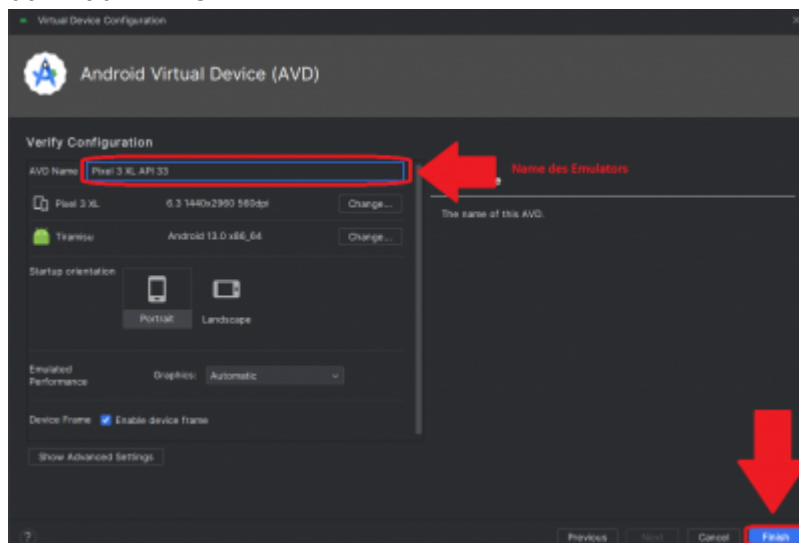 Virtual Device Configuration
Android Virtual Device (AVD)
Verify Configuration
AVD Name Pixel 3 XL API 33
Name des Emulators
Pixel 3 XL 6.3 1440x2960 560dpi Change...
The name of this AVD.
Tiramisu Android 13.0 x86_64 Change...
Startup orientation
Portrait Landscape
Emulated
Performance
Graphics: Automatic
Device Frame Enable device frame
Show Advanced Settings
? Previous Next Cancel Finish